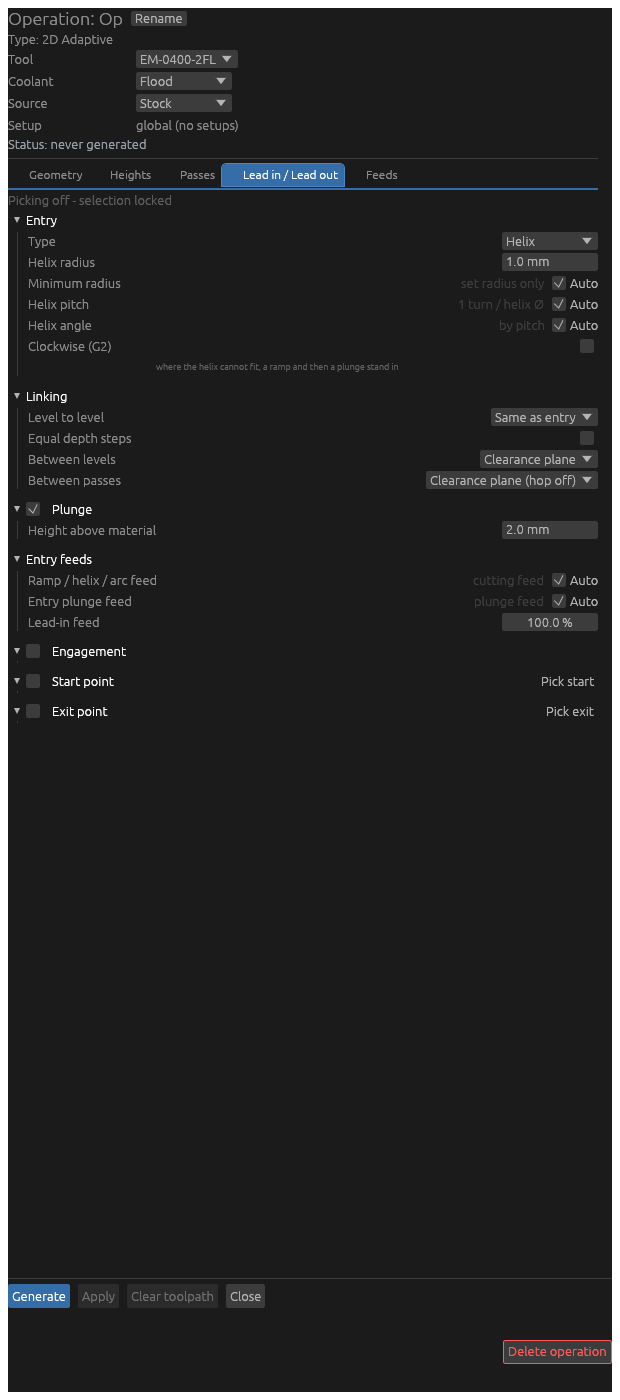 Operation: Op Rename
Type: 2D Adaptive
Tool EM-0400-2FL
Coolant Flood
Source Stock
Setup global (no setups)
Status: never generated
Geometry Heights Passes Lead in / Lead out Feeds
Picking off - selection locked
Entry
Type Helix
Helix radius 1.0 mm
Minimum radius set radius only Auto
Helix pitch 1 turn / helix Ø Auto
Helix angle by pitch Auto
Clockwise (G2)
where the helix cannot fit, a ramp and then a plunge stand in
Linking
Level to level Same as entry
Equal depth steps
Between levels Clearance plane
Between passes Clearance plane (hop off)
Plunge
Height above material 2.0 mm
Entry feeds
Ramp / helix / arc feed cutting feed Auto
Entry plunge feed plunge feed Auto
Lead-in feed 100.0 %
Engagement
Start point Pick start
Exit point Pick exit
Generate Apply Clear toolpath Close
Delete operation